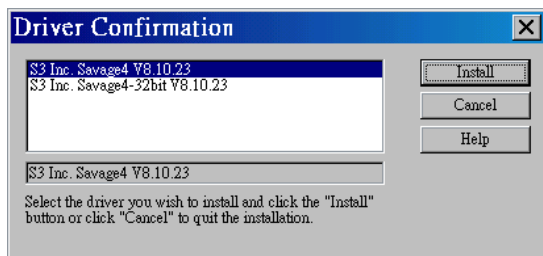 Driver Confirmation
S3 Inc. Savage4 V8.10.23
S3 Inc. Savage4-32bit V8.10.23
Install
Cancel
Help
S3 Inc. Savage4 V8.10.23
Select the driver you wish to install and click the "Install"
button or click "Cancel" to quit the installation.